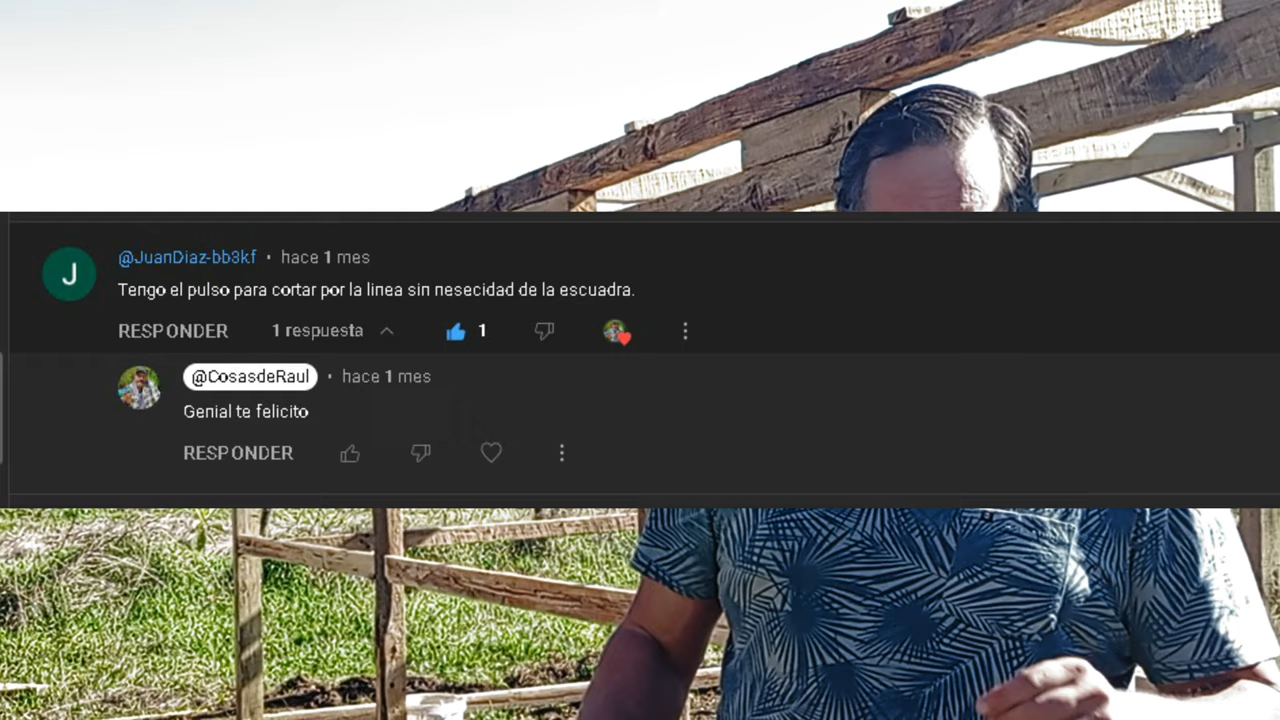 @JuanDiaz-bb3kf • hace 1 mes
Tengo el pulso para cortar por la linea sin nesecidad de la escuadra.
RESPONDER 1 respuesta 1
@CosasdeRaul • hace 1 mes
Genial te felicito
RESPONDER
J